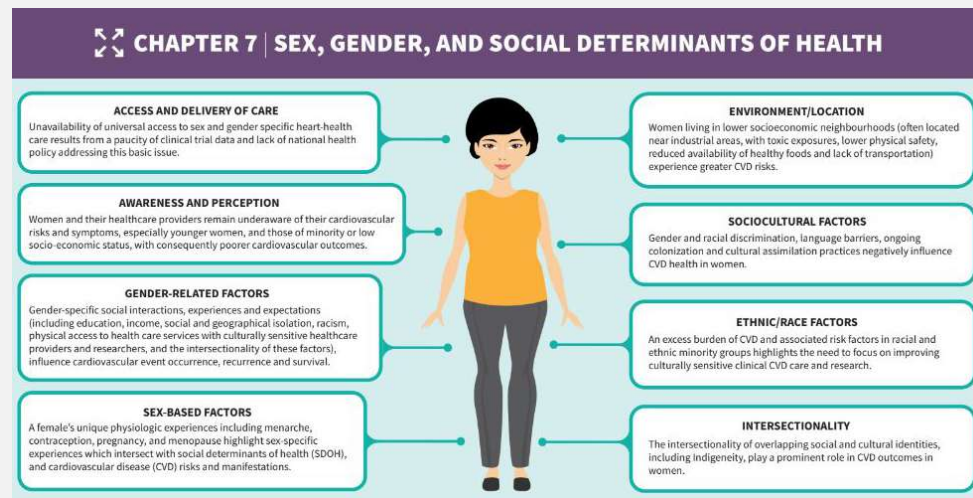 CHAPTER 7 | SEX, GENDER, AND SOCIAL DETERMINANTS OF HEALTH
ACCESS AND DELIVERY OF CARE
Unavailability of universal access to sex and gender specific heart-health
care results from a paucity of clinical trial data and lack of national health
policy addressing this basic issue.
AWARENESS AND PERCEPTION
Women and their healthcare providers remain underaware of their cardiovascular
risks and symptoms, especially younger women, and those of minority or low
socio-economic status, with consequently poorer cardiovascular outcomes.
GENDER-RELATED FACTORS
Gender-specific social interactions, experiences and expectations
(including education, income, social and geographical isolation, racism,
physical access to health care services with culturally sensitive healthcare
providers and researchers, and the intersectionality of these factors),
influence cardiovascular event occurrence, recurrence and survival.
SEX-BASED FACTORS
A female's unique physiologic experiences including menarche,
contraception, pregnancy, and menopause highlight sex-specific
experiences which intersect with social determinants of health (SDOH),
and cardiovascular disease (CVD) risks and manifestations.
ENVIRONMENT/LOCATION
Women living in lower socioeconomic neighbourhoods (often located
near industrial areas, with toxic exposures, lower physical safety,
reduced availability of healthy foods and lack of transportation)
experience greater CVD risks.
SOCIOCULTURAL FACTORS
Gender and racial discrimination, language barriers, ongoing
colonization and cultural assimilation practices negatively influence
CVD health in women.
ETHNIC/RACE FACTORS
An excess burden of CVD and associated risk factors in racial and
ethnic minority groups highlights the need to focus on improving
culturally sensitive clinical CVD care and research.
INTERSECTIONALITY
The intersectionality of overlapping social and cultural identities,
including Indigeneity, play a prominent role in CVD outcomes in
women.